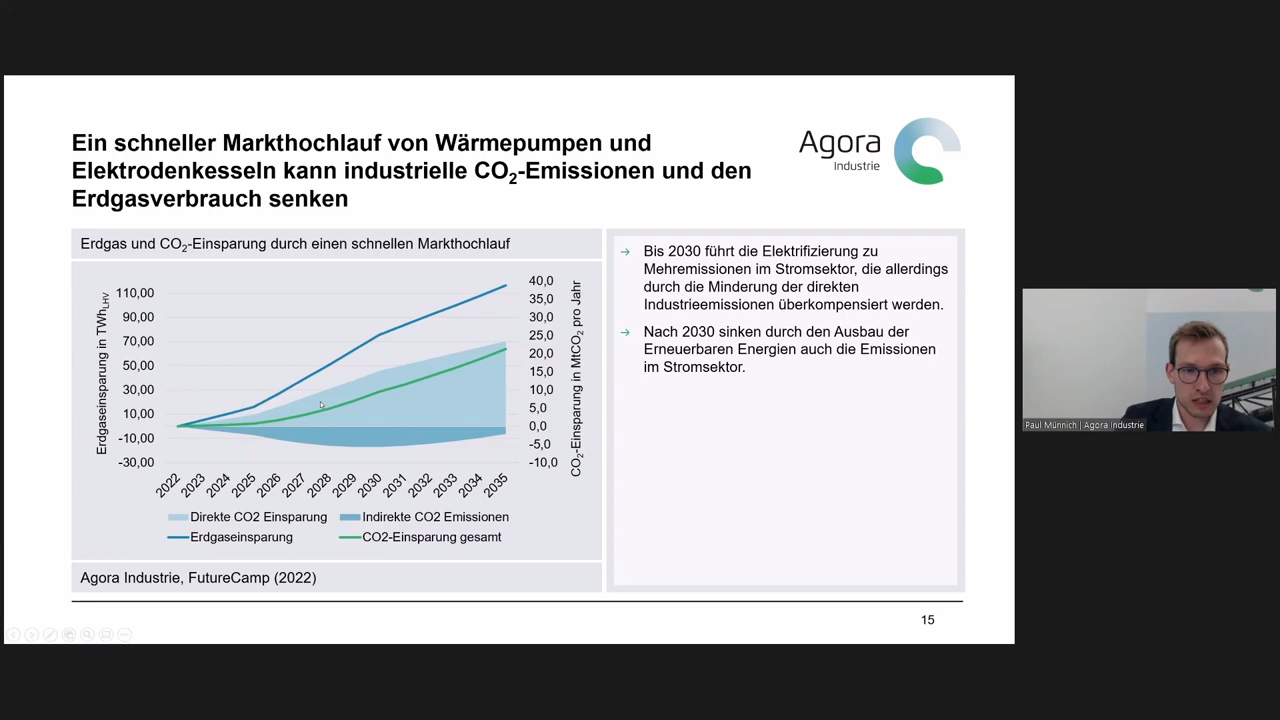 Ein schneller Markthochlauf von Wärmepumpen und
Elektrodenkesseln kann industrielle CO₂-Emissionen und den
Erdgasverbrauch senken
Agora
Industrie
Erdgas und CO₂-Einsparung durch einen schnellen Markthochlauf
Erdgaseinsparung in TWh_LHV
110,00
90,00
70,00
50,00
30,00
10,00
-10,00
-30,00
40,0
35,0
30,0
25,0
20,0
15,0
10,0
5,0
0,0
-5,0
-10,0
CO₂-Einsparung in MtCO₂ pro Jahr
2022 2023 2024 2025 2026 2027 2028 2029 2030 2031 2032 2033 2034 2035
Direkte CO2 Einsparung Indirekte CO2 Emissionen
Erdgaseinsparung CO2-Einsparung gesamt
Agora Industrie, FutureCamp (2022)
→ Bis 2030 führt die Elektrifizierung zu
Mehremissionen im Stromsektor, die allerdings
durch die Minderung der direkten
Industrieemissionen überkompensiert werden.
→ Nach 2030 sinken durch den Ausbau der
Erneuerbaren Energien auch die Emissionen
im Stromsektor.
15
Paul Münnich | Agora Industrie